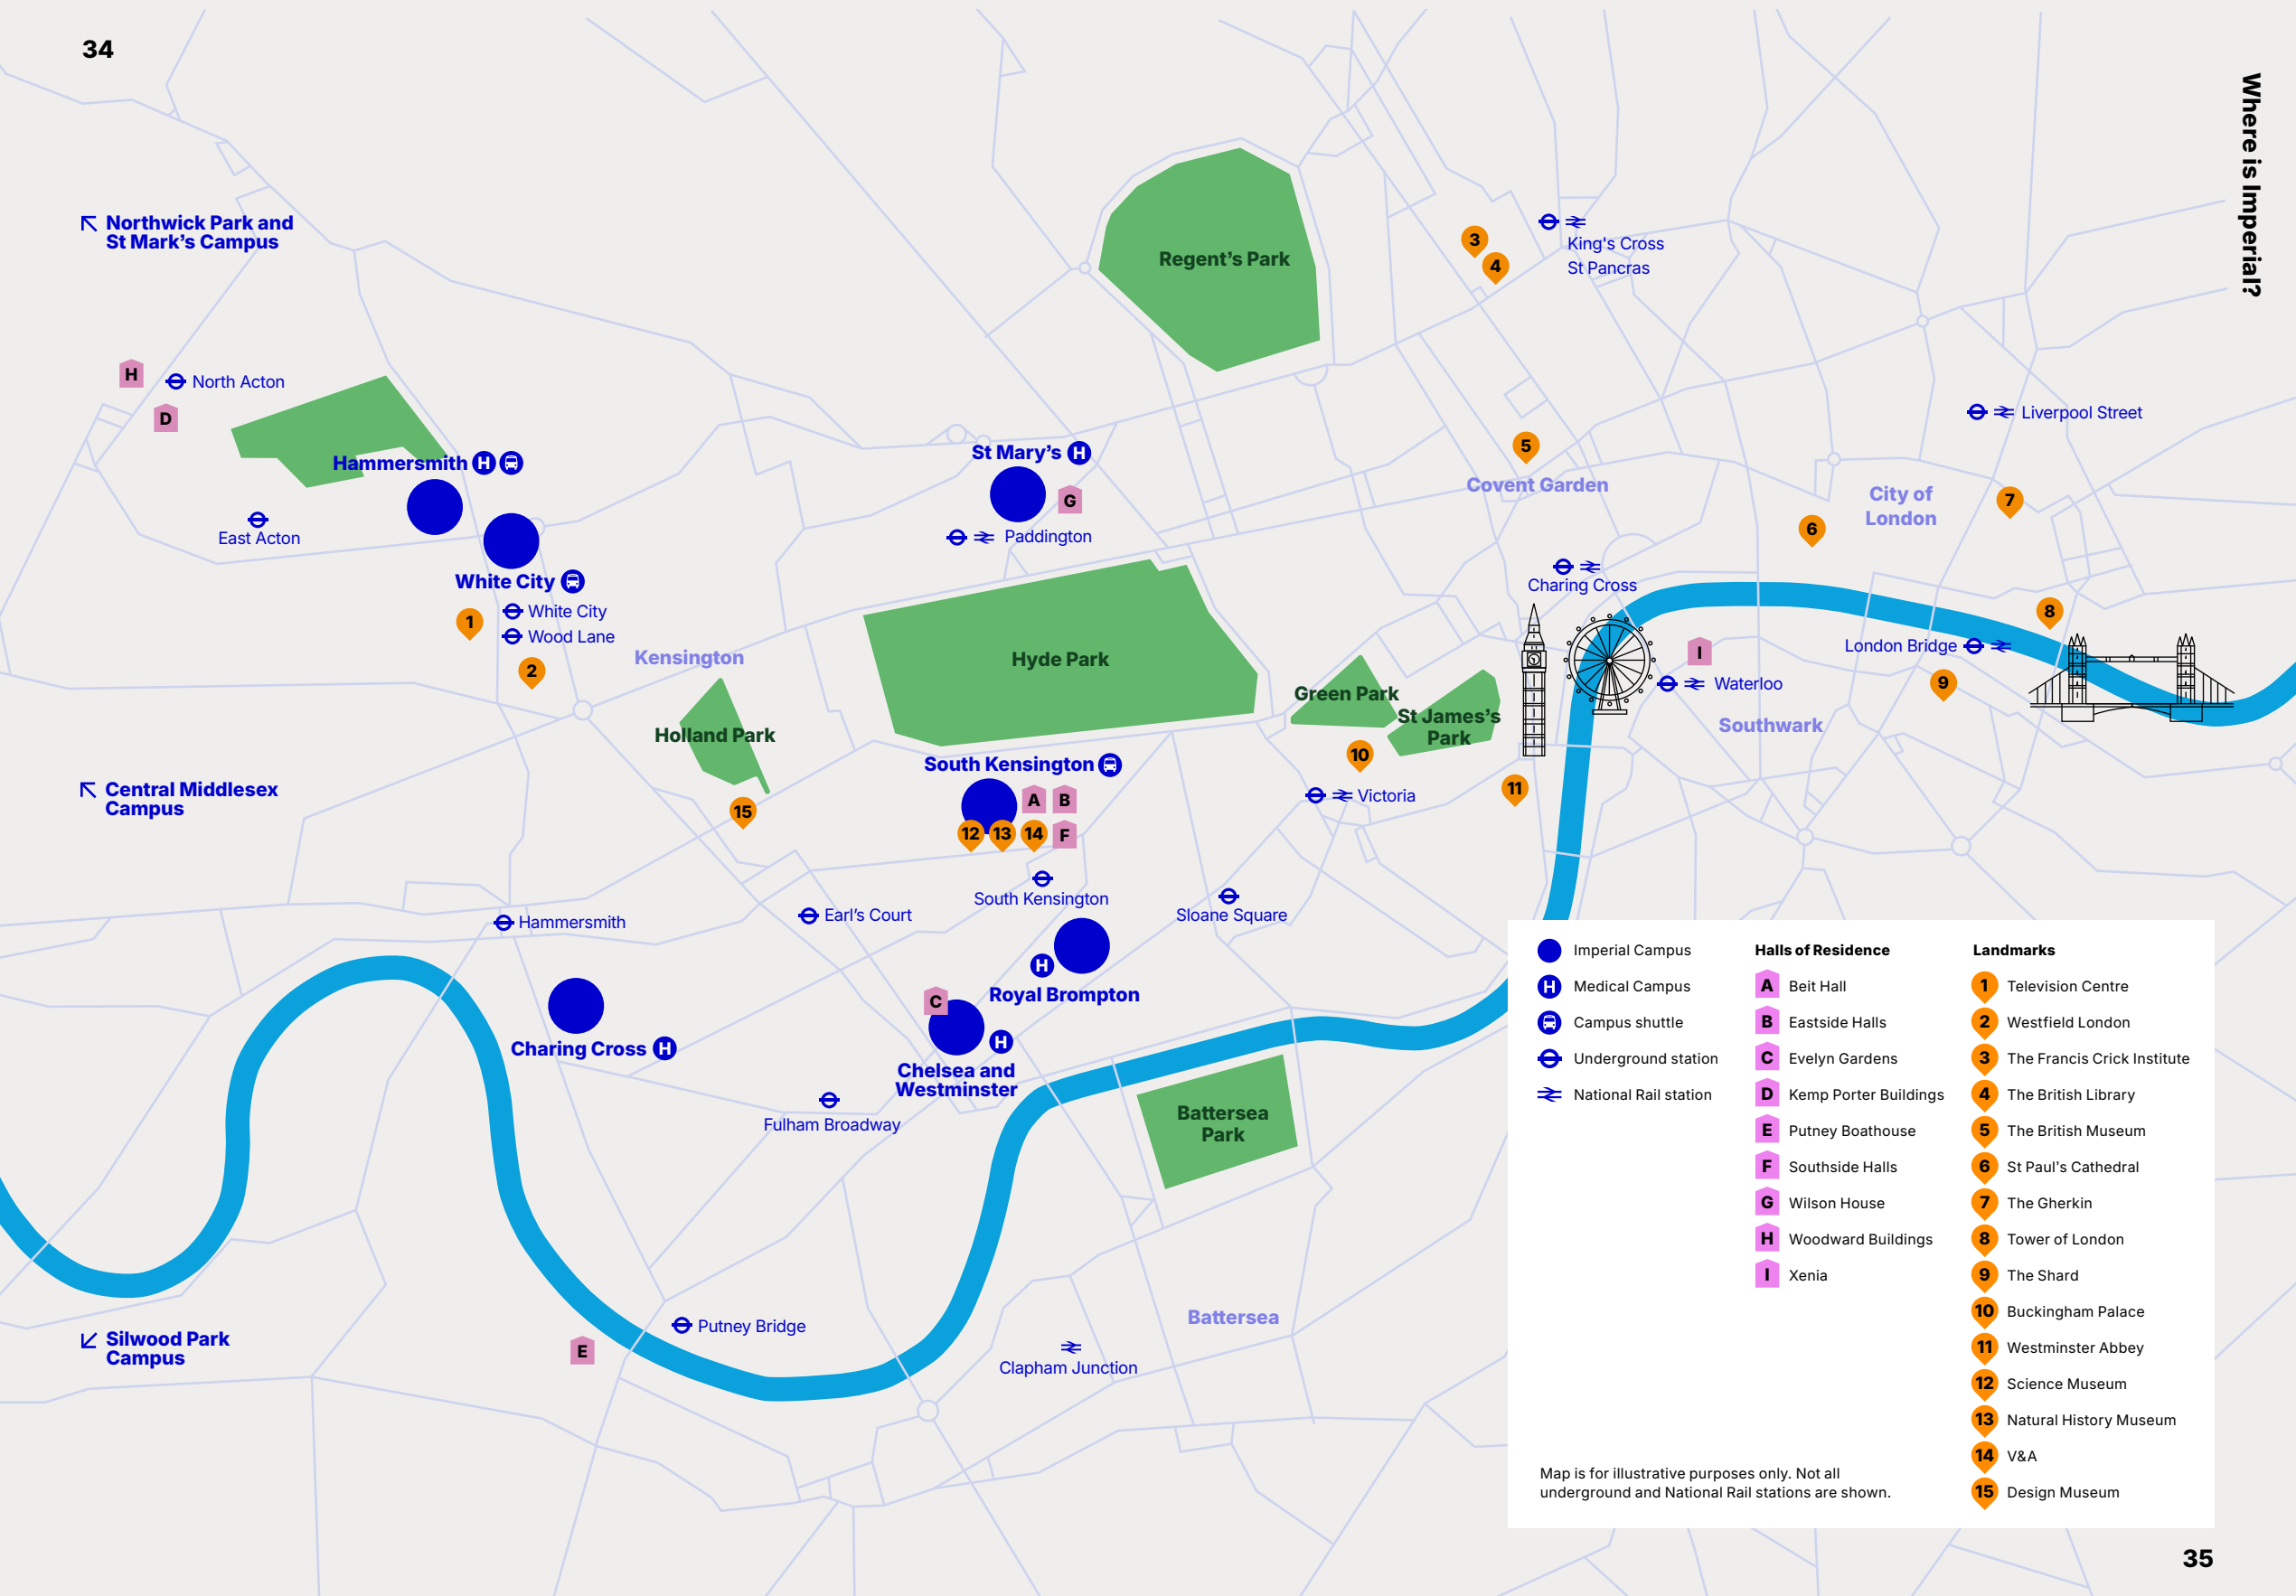 34
Where is Imperial?
Northwick Park and
St Mark's Campus
Regent's Park
3
4
King's Cross
St Pancras
H
North Acton
D
Liverpool Street
Hammersmith H
St Mary's H
G
5
Covent Garden
City of
London
7
6
East Acton
Paddington
White City
Charing Cross
1
White City
Wood Lane
2
Kensington
Hyde Park
8
I
London Bridge
9
Waterloo
Southwark
Green Park
St James's
Park
Holland Park
10
11
South Kensington
A
B
12
13
14
F
Victoria
Central Middlesex
Campus
15
South Kensington
Earl's Court
Sloane Square
Hammersmith
H
Royal Brompton
C
H
Chelsea and
Westminster
Charing Cross H
Fulham Broadway
Battersea
Park
Battersea
Silwood Park
Campus
E
Putney Bridge
Clapham Junction
Imperial Campus
H Medical Campus
Campus shuttle
Underground station
National Rail station
Halls of Residence
A Beit Hall
B Eastside Halls
C Evelyn Gardens
D Kemp Porter Buildings
E Putney Boathouse
F Southside Halls
G Wilson House
H Woodward Buildings
I Xenia
Landmarks
1 Television Centre
2 Westfield London
3 The Francis Crick Institute
4 The British Library
5 The British Museum
6 St Paul's Cathedral
7 The Gherkin
8 Tower of London
9 The Shard
10 Buckingham Palace
11 Westminster Abbey
12 Science Museum
13 Natural History Museum
14 V&A
15 Design Museum
Map is for illustrative purposes only. Not all
underground and National Rail stations are shown.
35